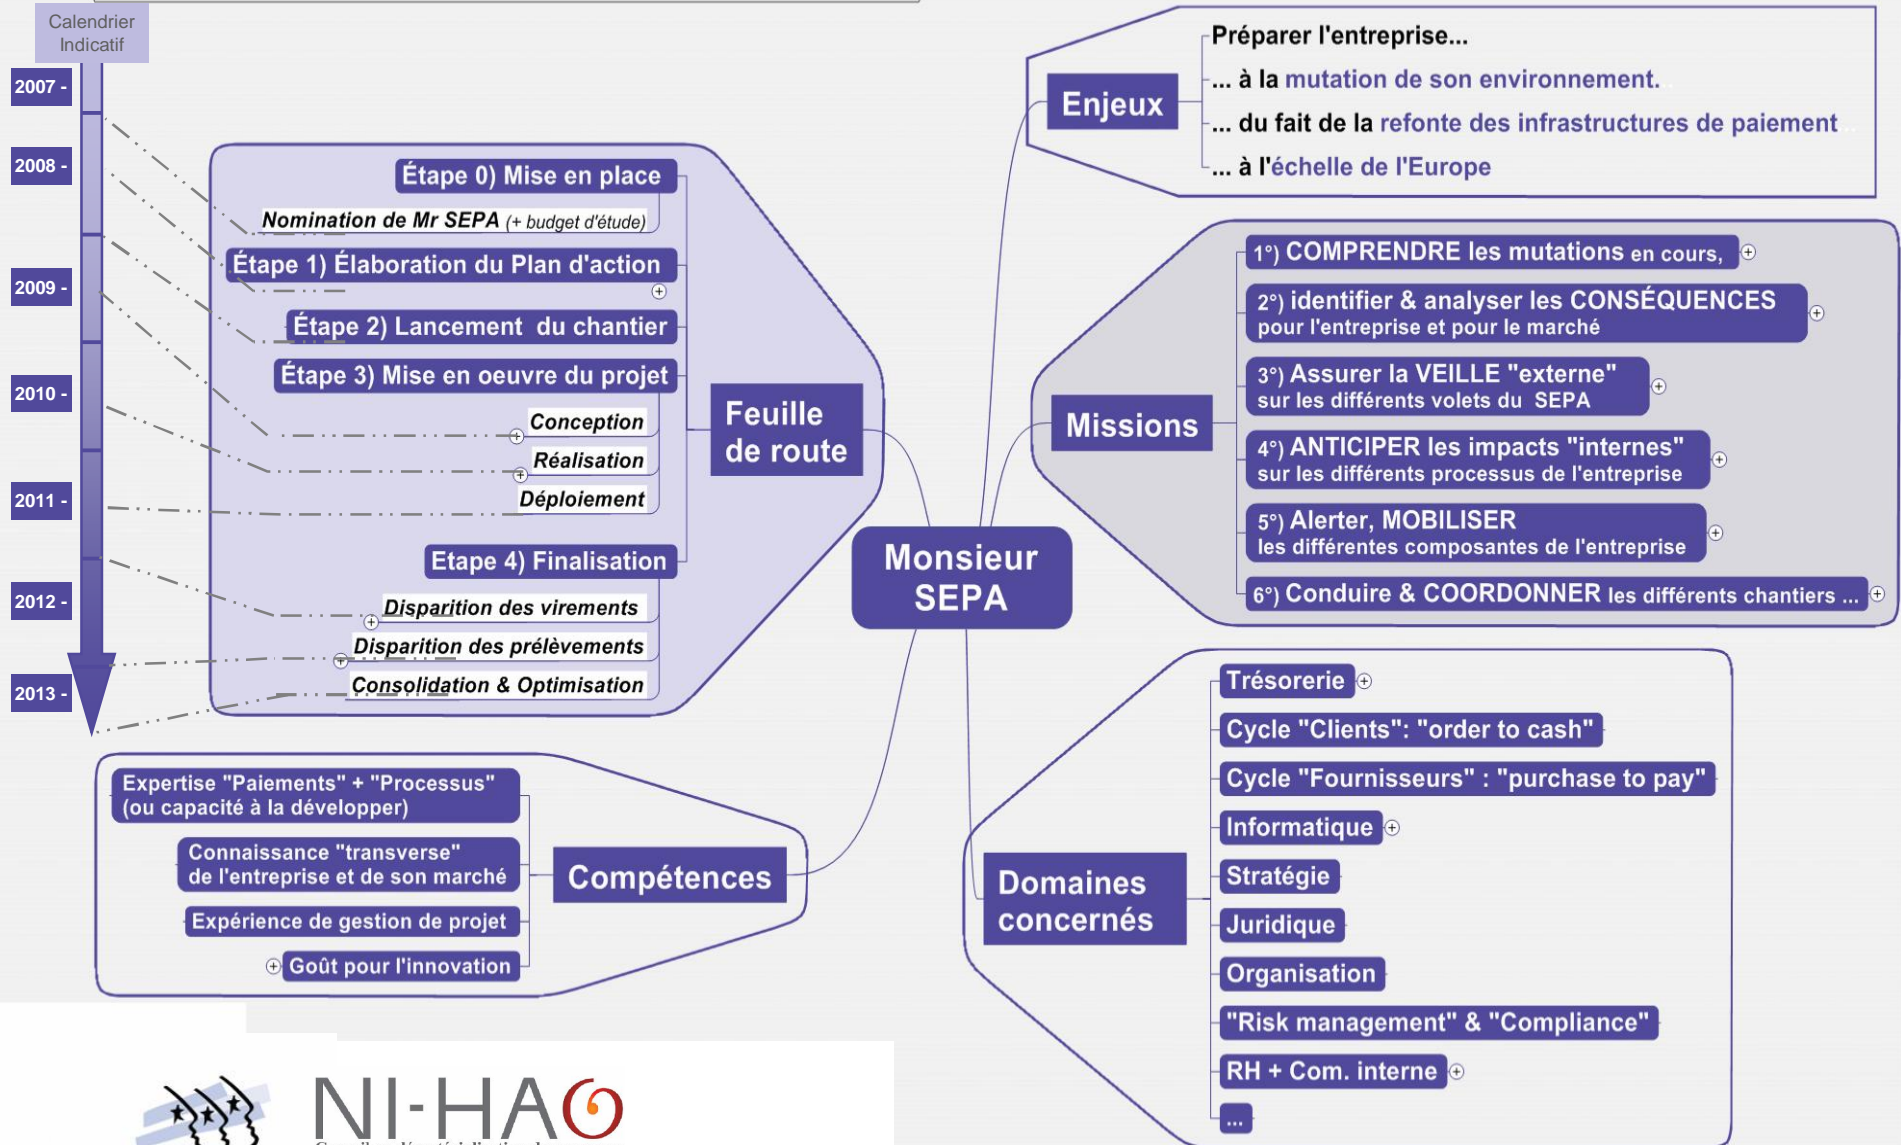 Calendrier
Indicatif
2007 -
2008 -
2009 -
2010 -
2011 -
2012 -
2013 -
Étape 0) Mise en place
Nomination de Mr SEPA (+ budget d'étude)
Étape 1) Élaboration du Plan d'action
Étape 2) Lancement du chantier
Étape 3) Mise en oeuvre du projet
Conception
Réalisation
Déploiement
Etape 4) Finalisation
Disparition des virements
Disparition des prélèvements
Consolidation & Optimisation
Feuille
de route
Monsieur
SEPA
Enjeux
Préparer l'entreprise...
... à la mutation de son environnement.
... du fait de la refonte des infrastructures de paiement
... à l'échelle de l'Europe
Missions
1°) COMPRENDRE les mutations en cours,
2°) identifier & analyser les CONSÉQUENCES
pour l'entreprise et pour le marché
3°) Assurer la VEILLE "externe"
sur les différents volets du SEPA
4°) ANTICIPER les impacts "internes"
sur les différents processus de l'entreprise
5°) Alerter, MOBILISER
les différentes composantes de l'entreprise
6°) Conduire & COORDONNER les différents chantiers ...
Compétences
Expertise "Paiements" + "Processus"
(ou capacité à la développer)
Connaissance "transverse"
de l'entreprise et de son marché
Expérience de gestion de projet
Goût pour l'innovation
Domaines
concernés
Trésorerie
Cycle "Clients": "order to cash"
Cycle "Fournisseurs" : "purchase to pay"
Informatique
Stratégie
Juridique
Organisation
"Risk management" & "Compliance"
RH + Com. interne
...
NI-HAO